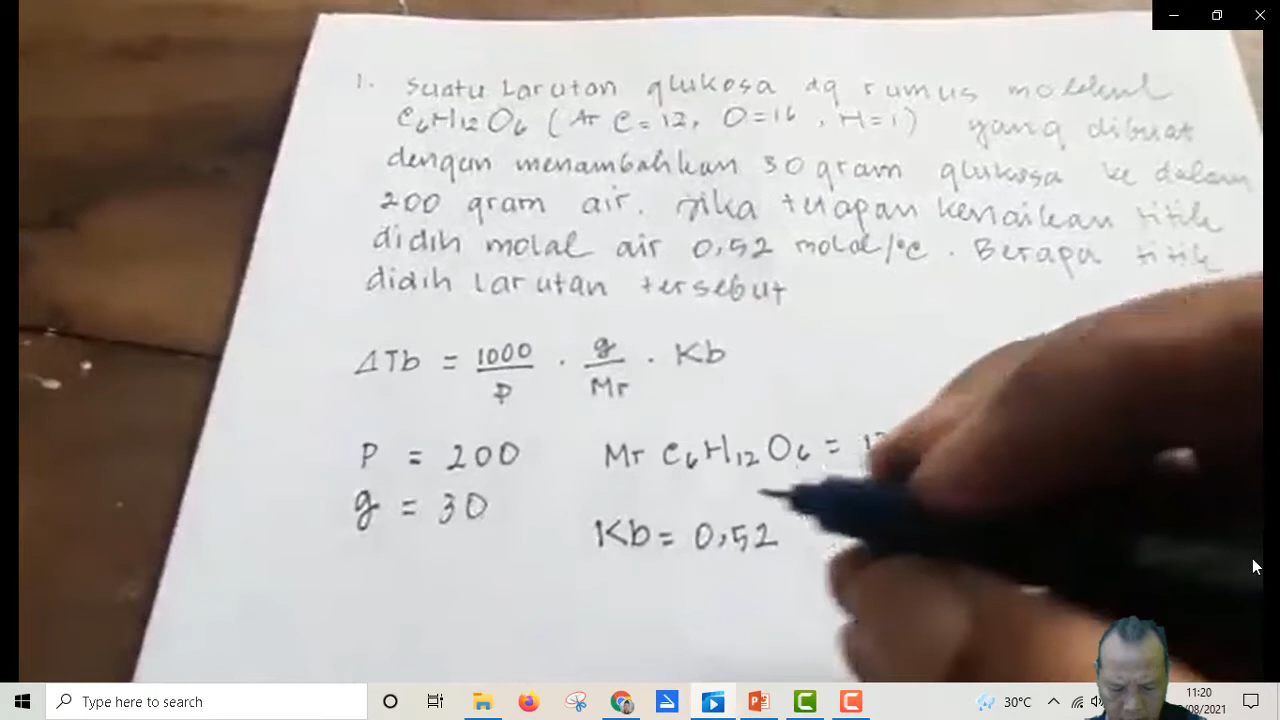 1. Suatu Larutan glukosa dg rumus molekul
C6H12O6 (Ar C=12, O=16, H=1) yang dibuat
dengan menambahkan 30 gram glukosa ke dalam
200 gram air. Jika tetapan kenaikan titik
didih molal air 0,52 molal/°C. Berapa titik
didih Larutan tersebut
ΔTb = 1000/P . g/Mr . Kb
P = 200 Mr C6H12O6 =
g = 30
Kb = 0,52
Type here to search
30°C
11:20
/08/2021